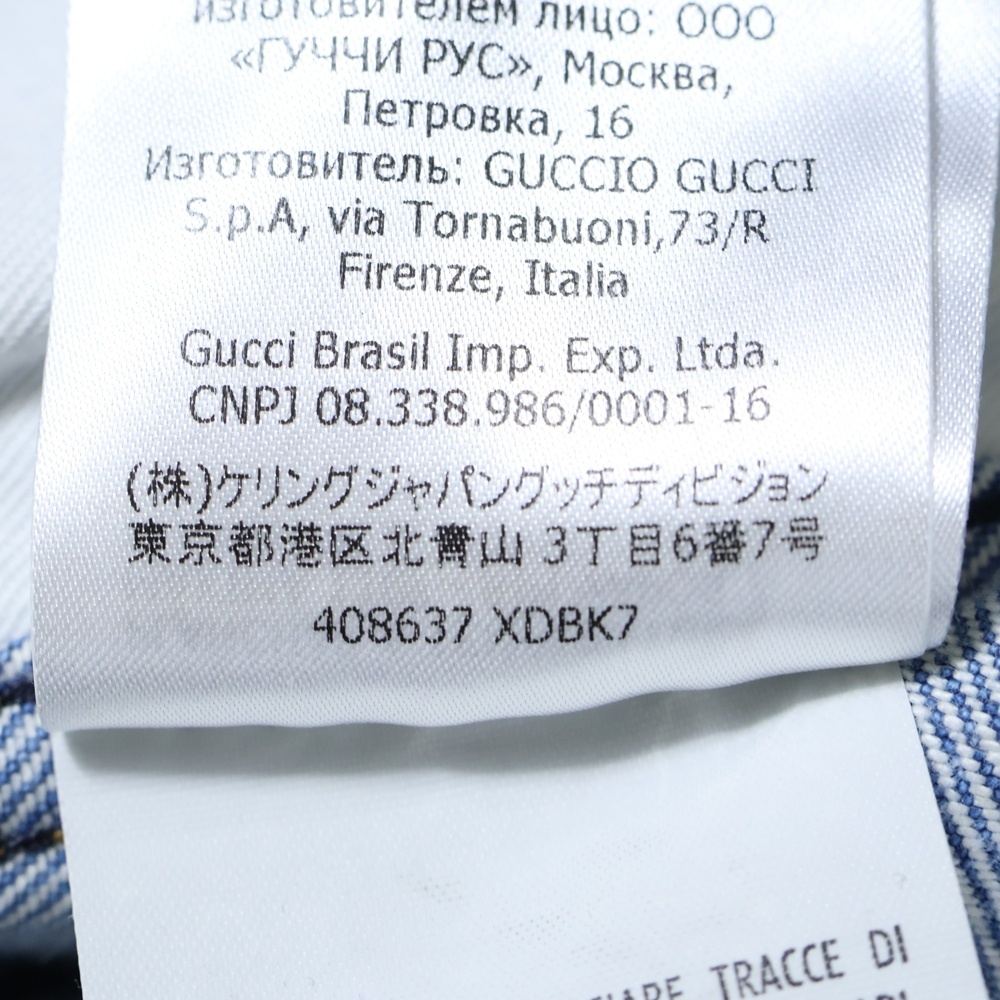 изготовителем лицо: ООО
«ГУЧЧИ РУС», Москва,
Петровка, 16
Изготовитель: GUCCIO GUCCI
S.p.A, via Tornabuoni,73/R
Firenze, Italia
Gucci Brasil Imp. Exp. Ltda.
CNPJ 08.338.986/0001-16
(株)ケリングジャパングッチディビジョン
東京都港区北青山 3丁目6番7号
408637 XDBK7
TRACCE DI